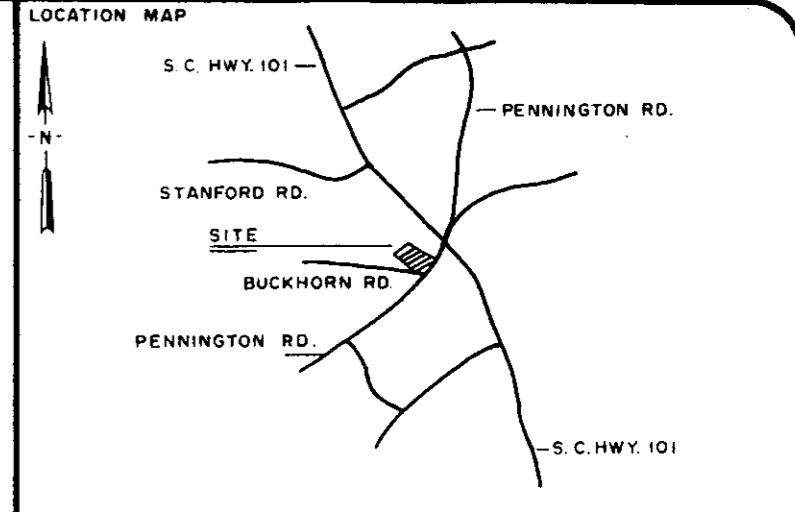 LOCATION MAP
S. C. HWY. 101
-N-
PENNINGTON RD.
STANFORD RD.
SITE
BUCKHORN RD.
PENNINGTON RD.
S. C. HWY. 101